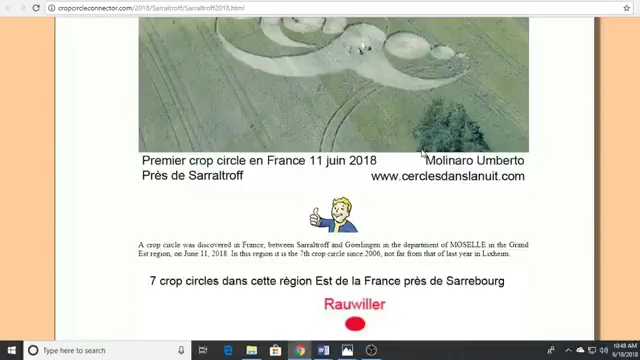 cropcircleconnector.com/2018/Sarraltroff/Sarraltroff2018.html
Premier crop circle en France 11 juin 2018 Molinaro Umberto
Près de Sarraltroff www.cerclesdanslanuit.com
A crop circle was discovered in France, between Sarraltroff and Goerlingen in the department of MOSELLE in the Grand
Est region, on June 11, 2018. In this region it is the 7th crop circle since 2006, not far from that of last year in Lixheim.
7 crop circles dans cette règion Est de la France près de Sarrebourg
Rauwiller
Type here to search
10:48 AM
6/18/2018